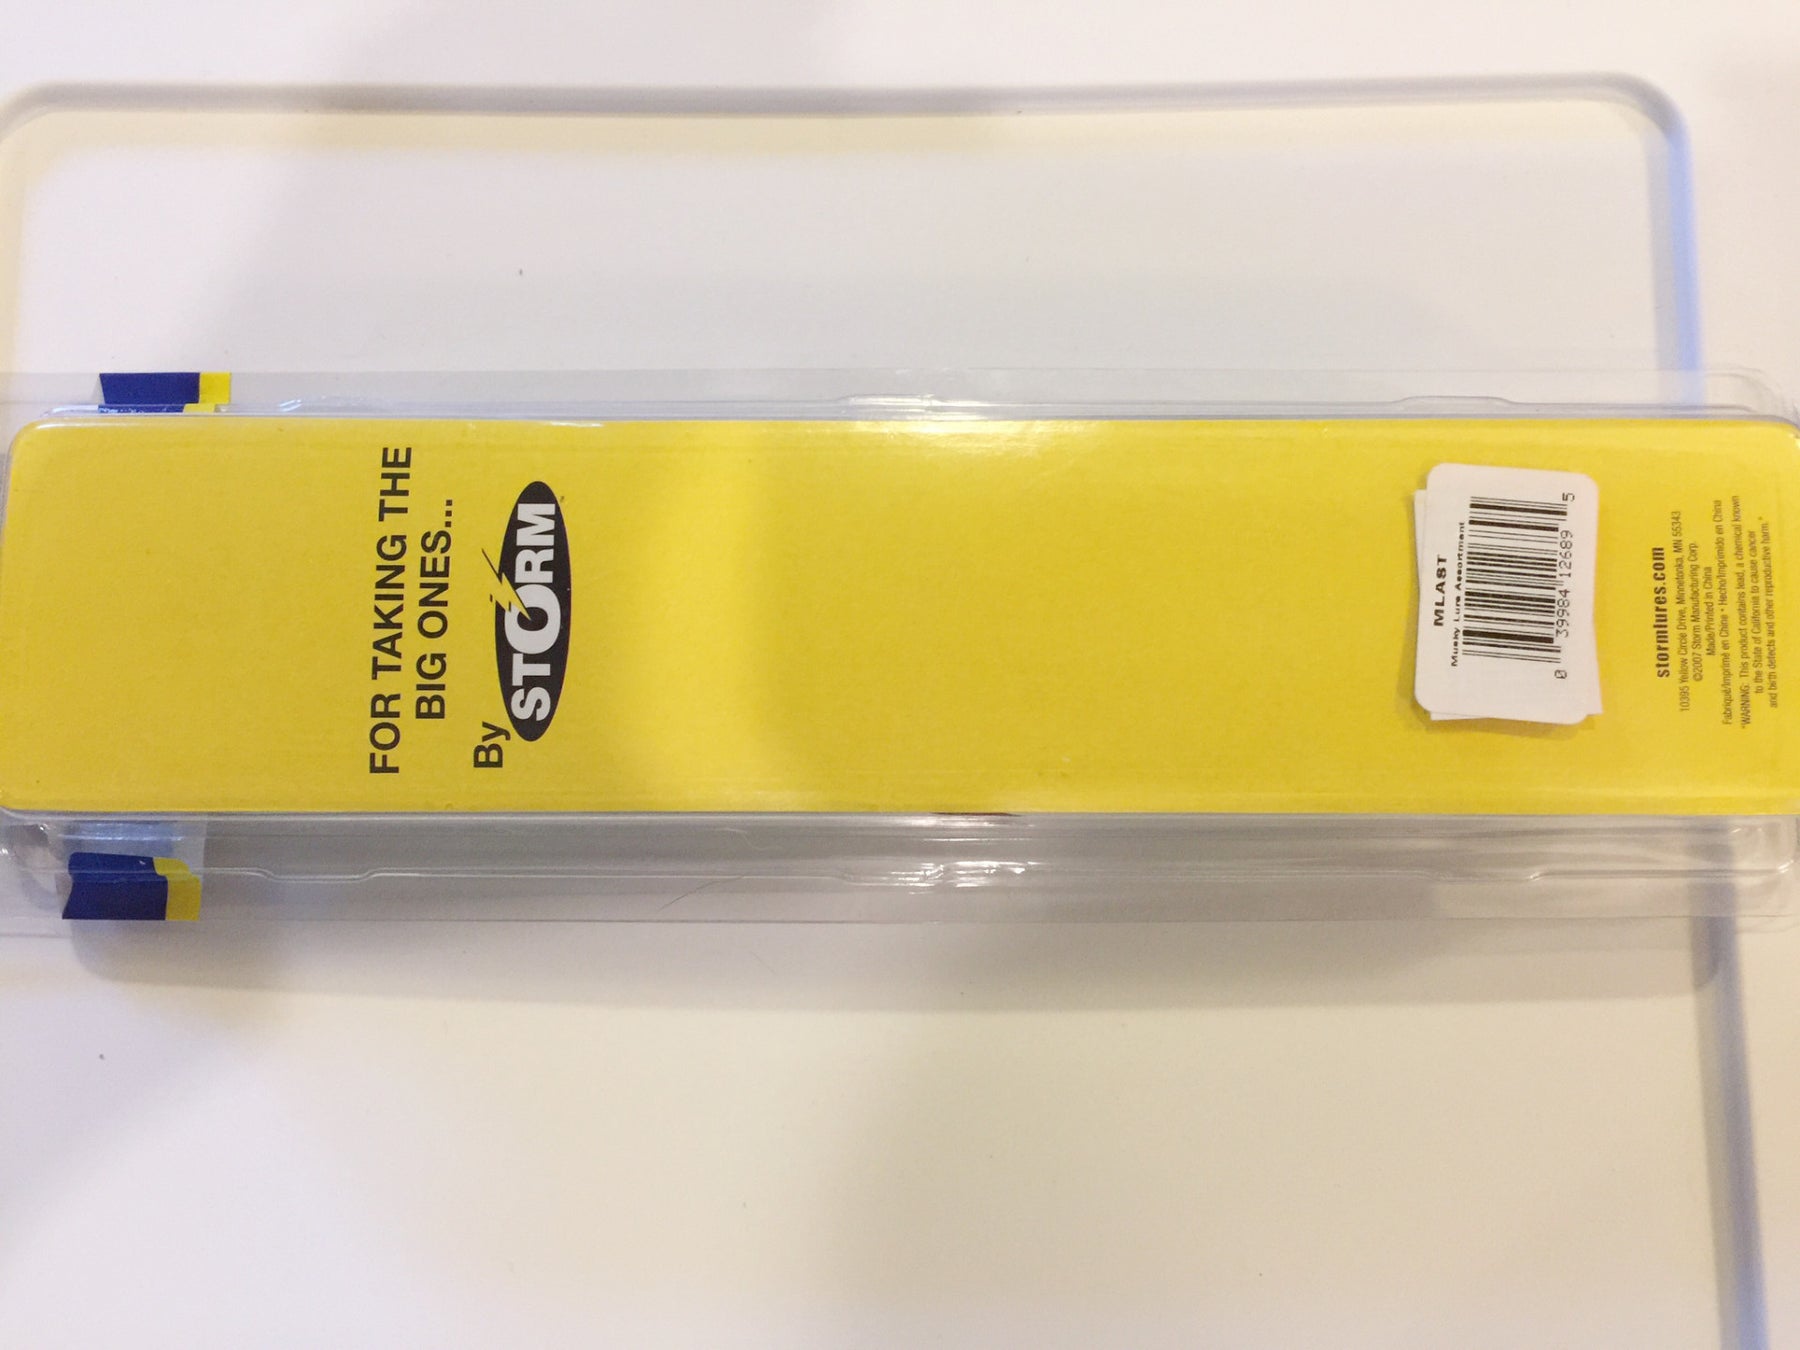 FOR TAKING THE
BIG ONES...
By STORM™
MLAST
Musky Lure Assortment
0 39984 12689 5
stormlures.com
10395 Yellow Circle Drive, Minnetonka, MN 55343
©2007 Storm Manufacturing Corp.
Made/Printed in China
Fabriqué/Imprimé en Chine • Hecho/Imprimido en China
*WARNING: This product contains lead, a chemical known
to the State of California to cause cancer
and birth defects and other reproductive harm.*